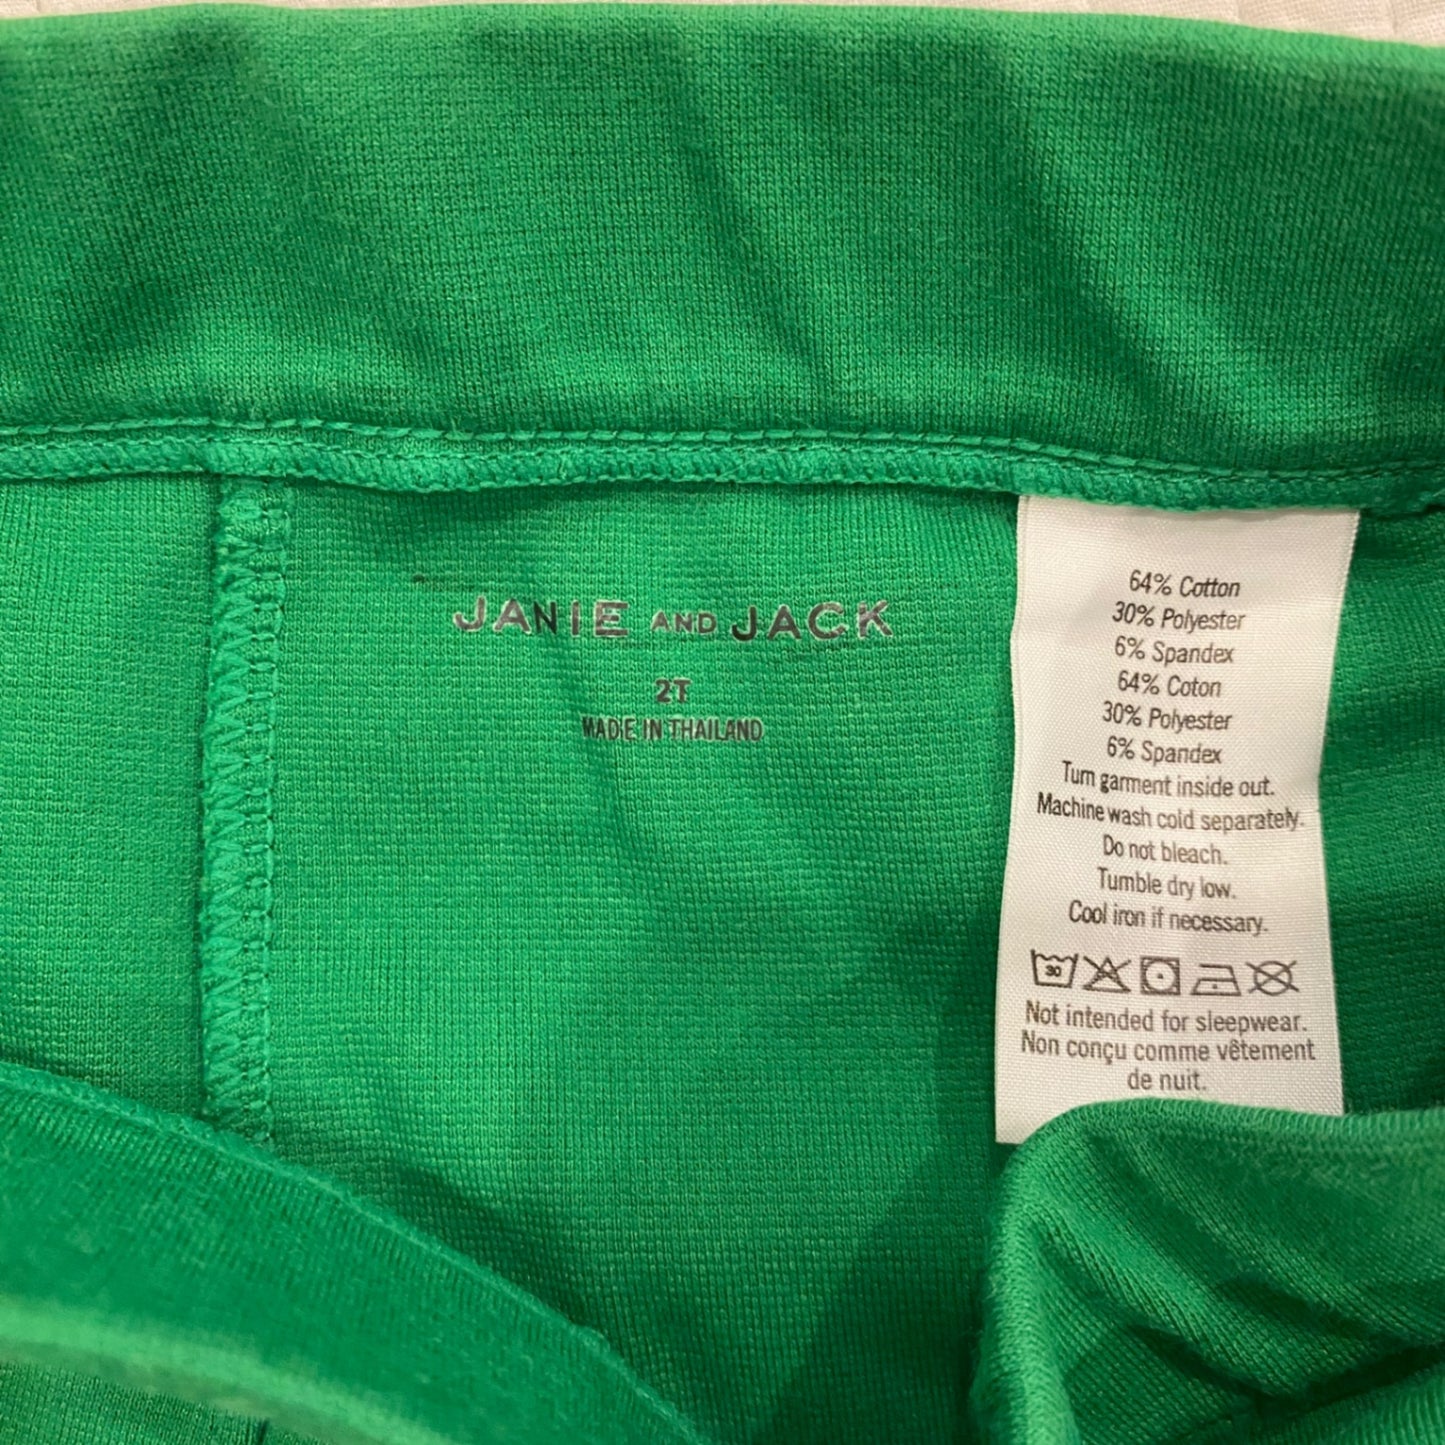 JANIE AND JACK
2T
MADE IN THAILAND
64% Cotton
30% Polyester
6% Spandex
64% Coton
30% Polyester
6% Spandex
Turn garment inside out.
Machine wash cold separately.
Do not bleach.
Tumble dry low.
Cool iron if necessary.
30
Not intended for sleepwear.
Non conçu comme vêtement
de nuit.